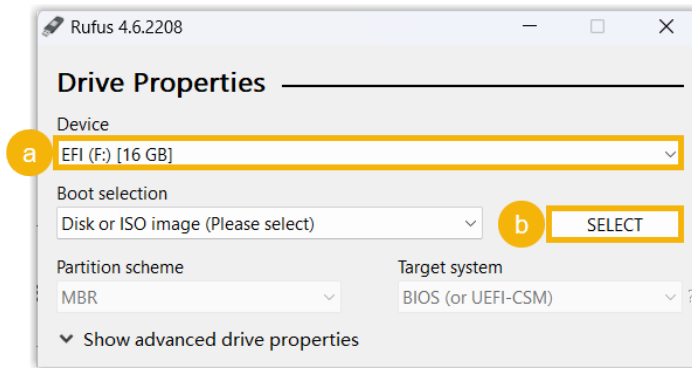 Rufus 4.6.2208
Drive Properties
Device
a
EFI (F:) [16 GB]
Boot selection
Disk or ISO image (Please select)
b
SELECT
Partition scheme
Target system
MBR
BIOS (or UEFI-CSM)
?
Show advanced drive properties